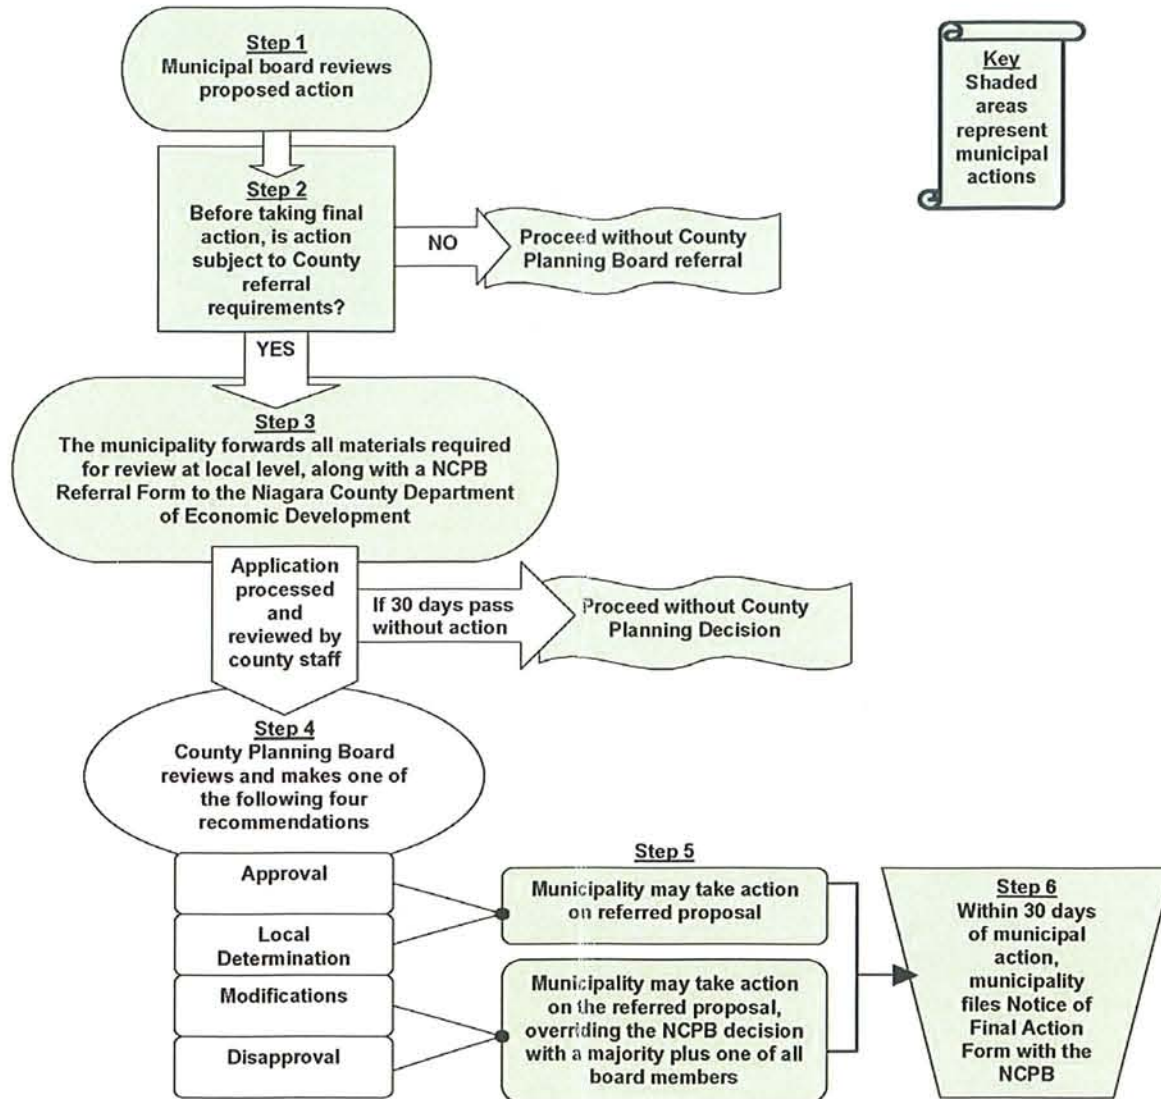 Step 1
Municipal board reviews
proposed action
Key
Shaded
areas
represent
municipal
actions
Step 2
Before taking final
action, is action
subject to County
referral
requirements?
NO
Proceed without County
Planning Board referral
YES
Step 3
The municipality forwards all materials required
for review at local level, along with a NCPB
Referral Form to the Niagara County Department
of Economic Development
Application
processed
and
reviewed by
county staff
If 30 days pass
without action
Proceed without County
Planning Decision
Step 4
County Planning Board
reviews and makes one of
the following four
recommendations
Approval
Local
Determination
Modifications
Disapproval
Step 5
Municipality may take action
on referred proposal
Municipality may take action
on the referred proposal,
overriding the NCPB decision
with a majority plus one of all
board members
Step 6
Within 30 days
of municipal
action,
municipality
files Notice of
Final Action
Form with the
NCPB